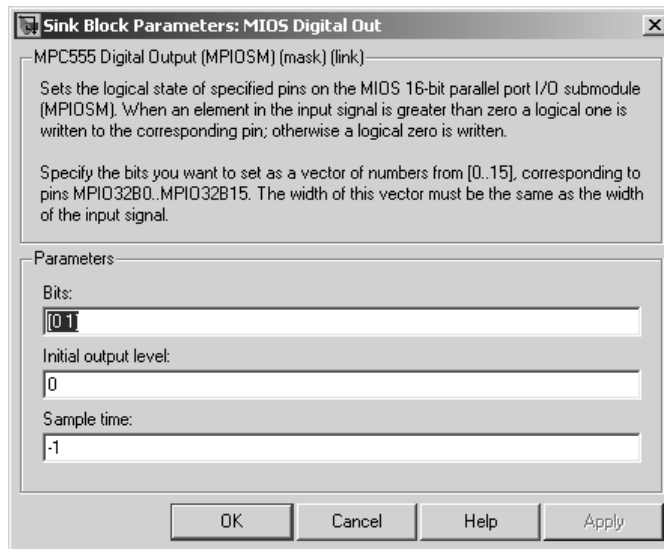 Sink Block Parameters: MIOS Digital Out
MPC555 Digital Output (MPIOSM) (mask) (link)
Sets the logical state of specified pins on the MIOS 16-bit parallel port I/O submodule
(MPIOSM). When an element in the input signal is greater than zero a logical one is
written to the corresponding pin; otherwise a logical zero is written.
Specify the bits you want to set as a vector of numbers from [0..15], corresponding to
pins MPIO32B0..MPIO32B15. The width of this vector must be the same as the width
of the input signal.
Parameters
Bits:
[0 1]
Initial output level:
0
Sample time:
-1
OK Cancel Help Apply